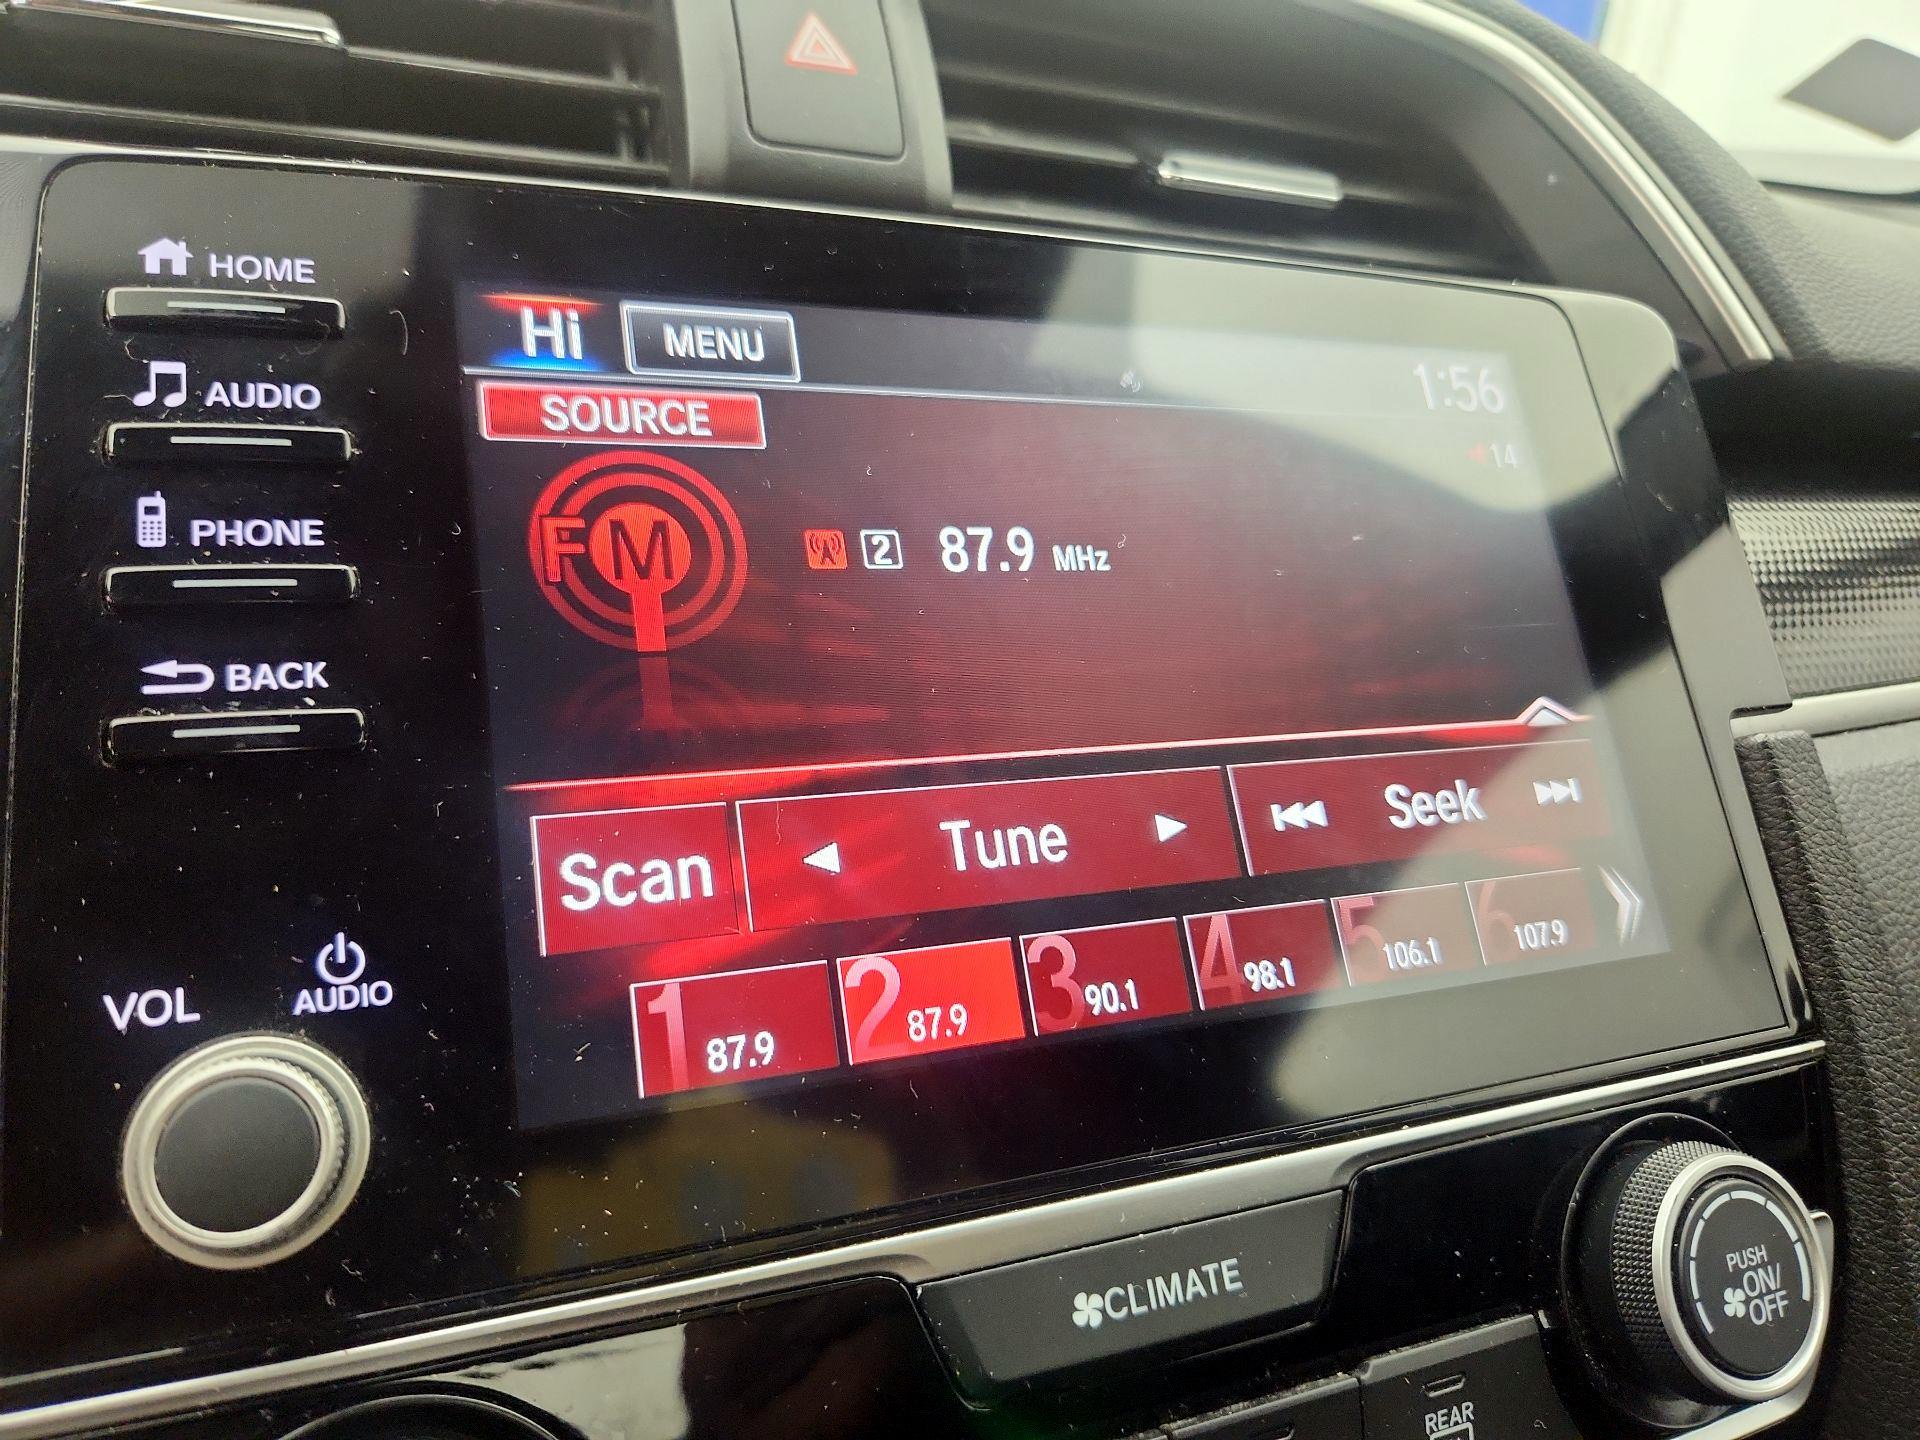 HOME
AUDIO
PHONE
BACK
VOL
AUDIO
Hi MENU
1:56
SOURCE
14
FM
2 87.9 MHz
Scan Tune Seek
1 87.9 2 87.9 3 90.1 4 98.1 5 106.1 6 107.9
CLIMATE
PUSH
ON/
OFF
REAR